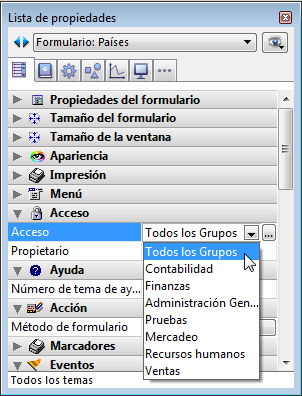 Lista de propiedades
Formulario: Países
Propiedades del formulario
Tamaño del formulario
Tamaño de la ventana
Apariencia
Impresión
Menú
Acceso
Acceso Todos los Grupos ...
Propietario
Todos los Grupos
Contabilidad
Finanzas
Administración Gen...
Pruebas
Mercadeo
Recursos humanos
Ventas
Ayuda
Número de tema de ay...
Acción
Método de formulario
Marcadores
Eventos
Todos los temas